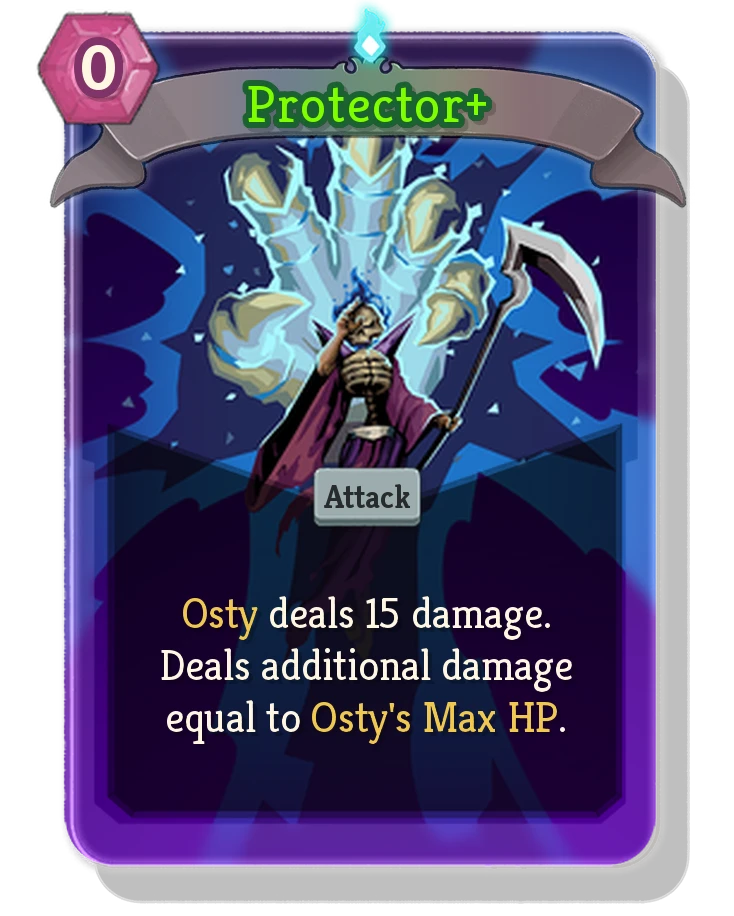 0
Protector+
Attack
Osty deals 15 damage.
Deals additional damage
equal to Osty's Max HP.